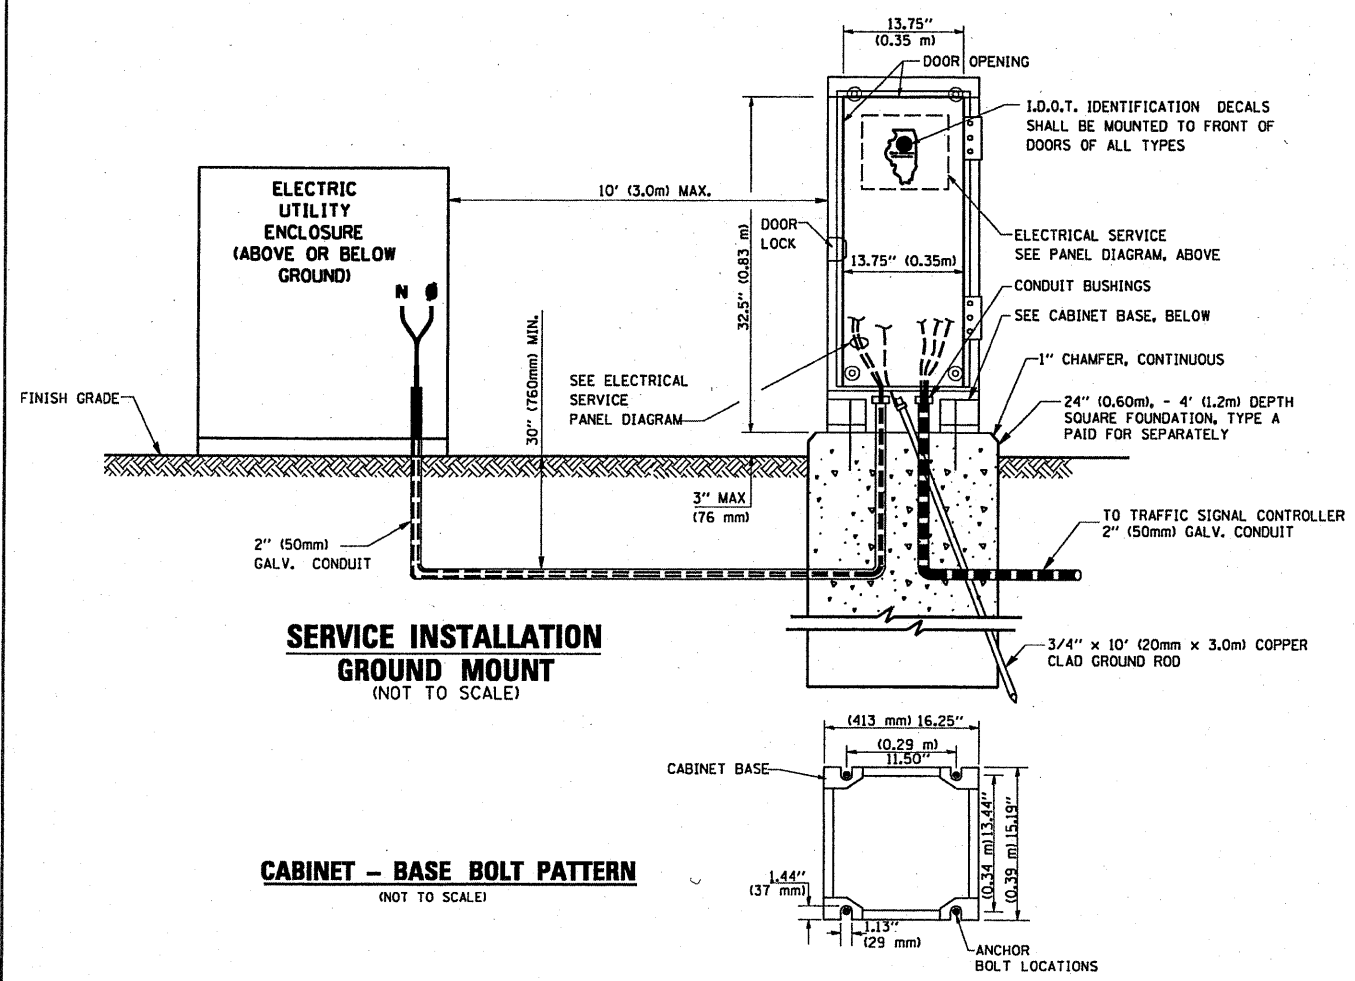 13.75"
(0.35 m)
DOOR OPENING
I.D.O.T. IDENTIFICATION DECALS
SHALL BE MOUNTED TO FRONT OF
DOORS OF ALL TYPES
ELECTRIC
UTILITY
ENCLOSURE
(ABOVE OR BELOW
GROUND)
N Ø
10' (3.0m) MAX.
32.5" (0.83 m)
DOOR
LOCK
13.75" (0.35m)
ELECTRICAL SERVICE
SEE PANEL DIAGRAM, ABOVE
CONDUIT BUSHINGS
SEE CABINET BASE, BELOW
1" CHAMFER, CONTINUOUS
24" (0.60m), - 4' (1.2m) DEPTH
SQUARE FOUNDATION, TYPE A
PAID FOR SEPARATELY
FINISH GRADE
30" (760mm) MIN.
SEE ELECTRICAL
SERVICE
PANEL DIAGRAM
3" MAX
(76 mm)
2" (50mm)
GALV. CONDUIT
TO TRAFFIC SIGNAL CONTROLLER
2" (50mm) GALV. CONDUIT
SERVICE INSTALLATION
GROUND MOUNT
(NOT TO SCALE)
3/4" x 10' (20mm x 3.0m) COPPER
CLAD GROUND ROD
(413 mm) 16.25"
(0.29 m)
11.50"
CABINET BASE
(0.34 m) 13.44"
(0.39 m) 15.19"
CABINET - BASE BOLT PATTERN
(NOT TO SCALE)
1.44"
(37 mm)
1.13"
(29 mm)
ANCHOR
BOLT LOCATIONS